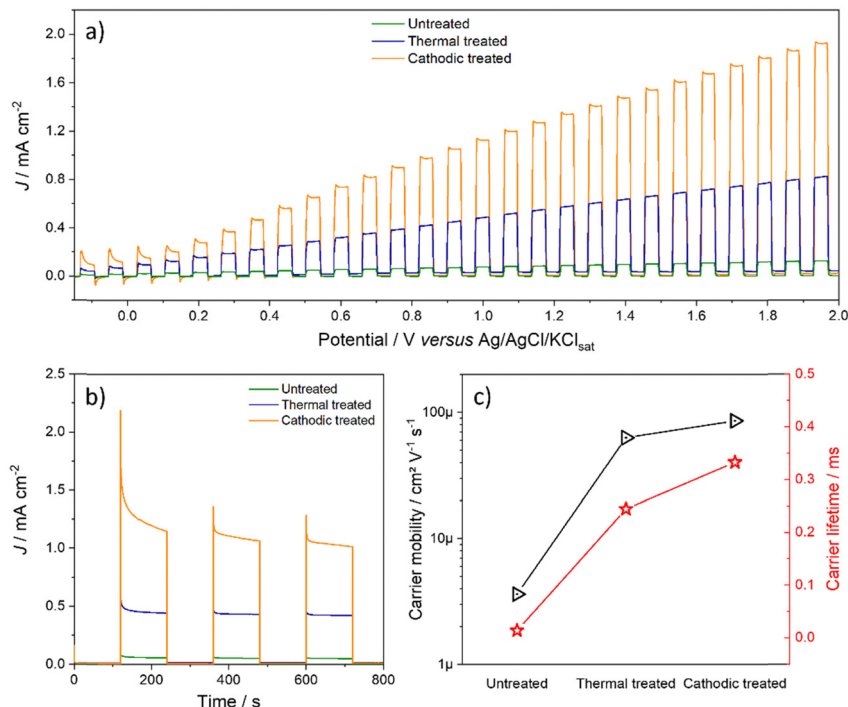 a)
Untreated
Thermal treated
Cathodic treated
J / mA cm⁻²
2.0
1.6
1.2
0.8
0.4
0.0
0.0 0.2 0.4 0.6 0.8 1.0 1.2 1.4 1.6 1.8 2.0
Potential / V versus Ag/AgCl/KClsat
b)
Untreated
Thermal treated
Cathodic treated
J / mA cm⁻²
2.5
2.0
1.5
1.0
0.5
0.0
0 200 400 600 800
Time / s
c)
Carrier mobility / cm² V⁻¹ s⁻¹
100µ
10µ
1µ
0.5
0.4
0.3
0.2
0.1
0.0
Carrier lifetime / ms
Untreated Thermal treated Cathodic treated